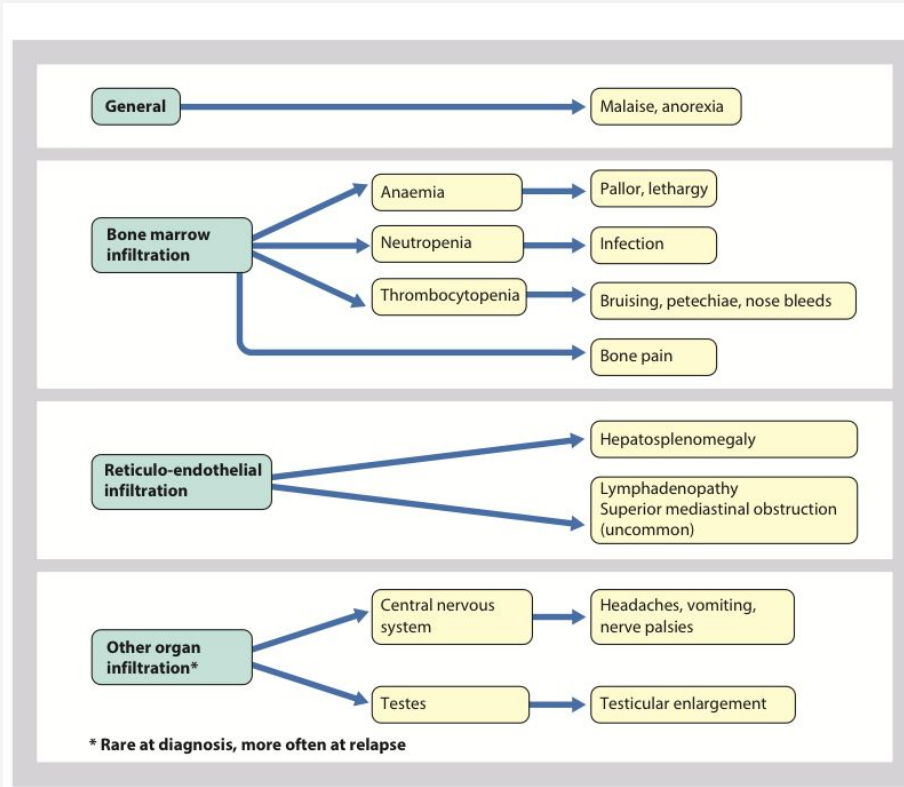 General
Malaise, anorexia
Bone marrow
infiltration
Anaemia
Pallor, lethargy
Neutropenia
Infection
Thrombocytopenia
Bruising, petechiae, nose bleeds
Bone pain
Reticulo-endothelial
infiltration
Hepatosplenomegaly
Lymphadenopathy
Superior mediastinal obstruction
(uncommon)
Other organ
infiltration*
Central nervous
system
Headaches, vomiting,
nerve palsies
Testes
Testicular enlargement
* Rare at diagnosis, more often at relapse